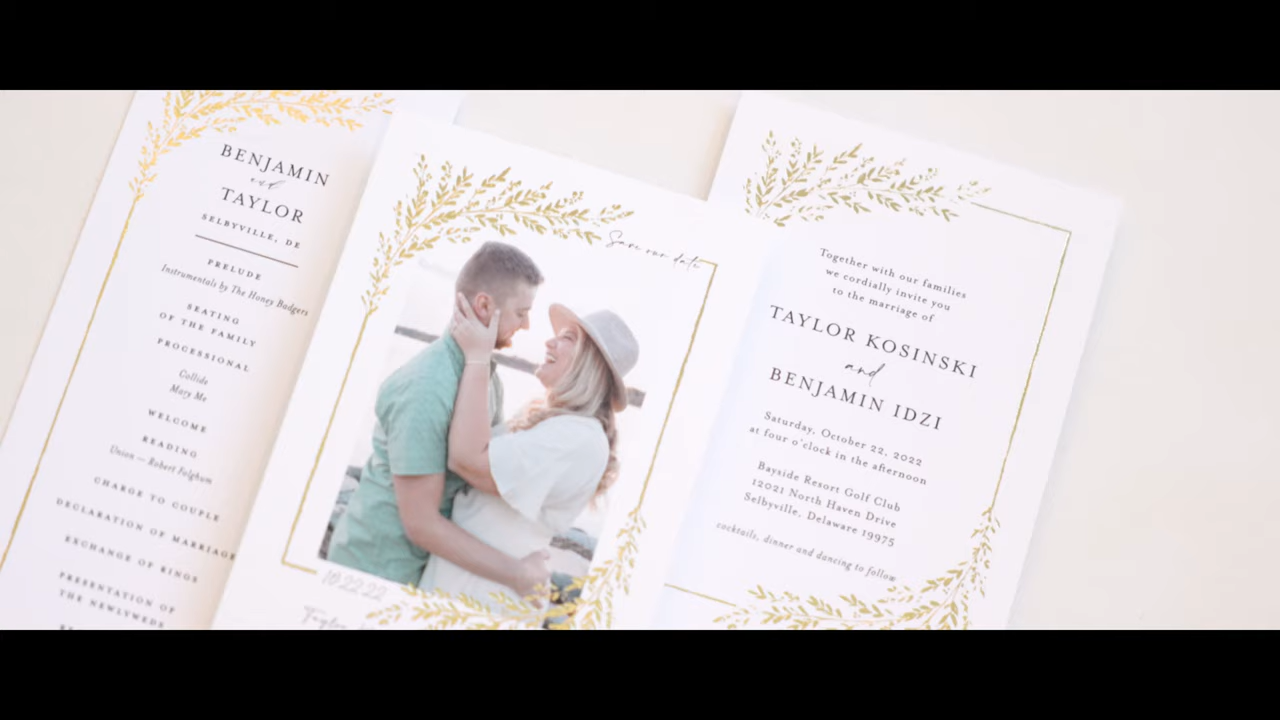 BENJAMIN
and
TAYLOR
SELBYVILLE, DE
PRELUDE
Instrumentals by The Honey Badgers
SEATING
OF THE FAMILY
PROCESSIONAL
Collide
Mary Me
WELCOME
READING
Union — Robert Folghum
CHARGE TO COUPLE
DECLARATION OF MARRIAGE
EXCHANGE OF RINGS
PRESENTATION OF
THE NEWLYWEDS
Save our date
10.22.22
Taylor
Together with our families
we cordially invite you
to the marriage of
TAYLOR KOSINSKI
and
BENJAMIN IDZI
Saturday, October 22, 2022
at four o'clock in the afternoon
Bayside Resort Golf Club
12021 North Haven Drive
Selbyville, Delaware 19975
cocktails, dinner and dancing to follow